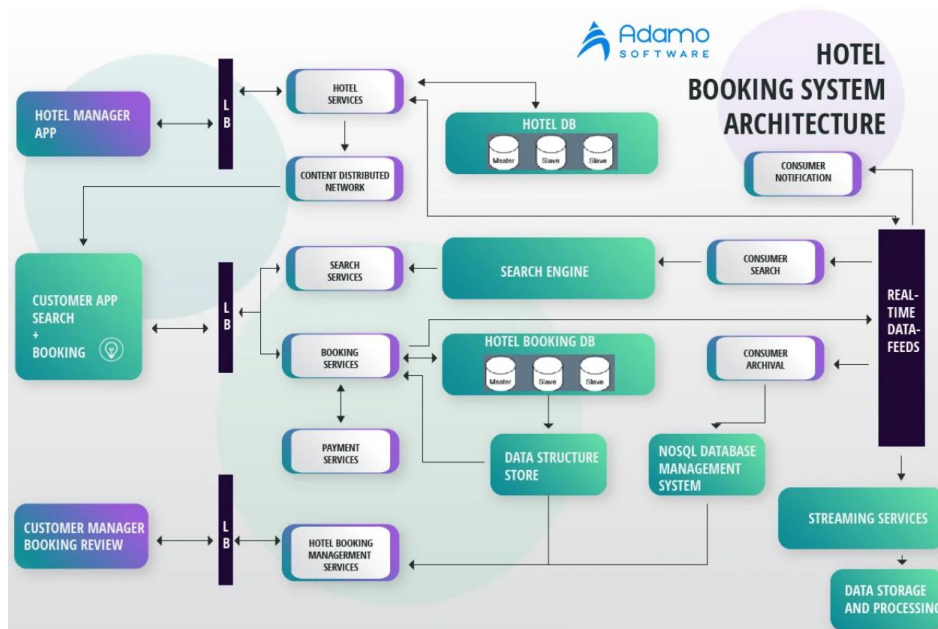 Adamo
SOFTWARE
HOTEL
BOOKING SYSTEM
ARCHITECTURE
HOTEL MANAGER
APP
L
B
HOTEL
SERVICES
HOTEL DB
Master
Slave
Slave
CONSUMER
NOTIFICATION
CONTENT DISTRIBUTED
NETWORK
CUSTOMER APP
SEARCH
+
BOOKING
L
B
SEARCH
SERVICES
SEARCH ENGINE
CONSUMER
SEARCH
REAL-
TIME DATA-
FEEDS
BOOKING
SERVICES
HOTEL BOOKING DB
Master
Slave
Slave
CONSUMER
ARCHIVAL
PAYMENT
SERVICES
DATA STRUCTURE
STORE
NOSQL DATABASE
MANAGEMENT
SYSTEM
STREAMING SERVICES
CUSTOMER MANAGER
BOOKING REVIEW
L
B
HOTEL BOOKING
MANAGERMENT
SERVICES
DATA STORAGE
AND PROCESSING